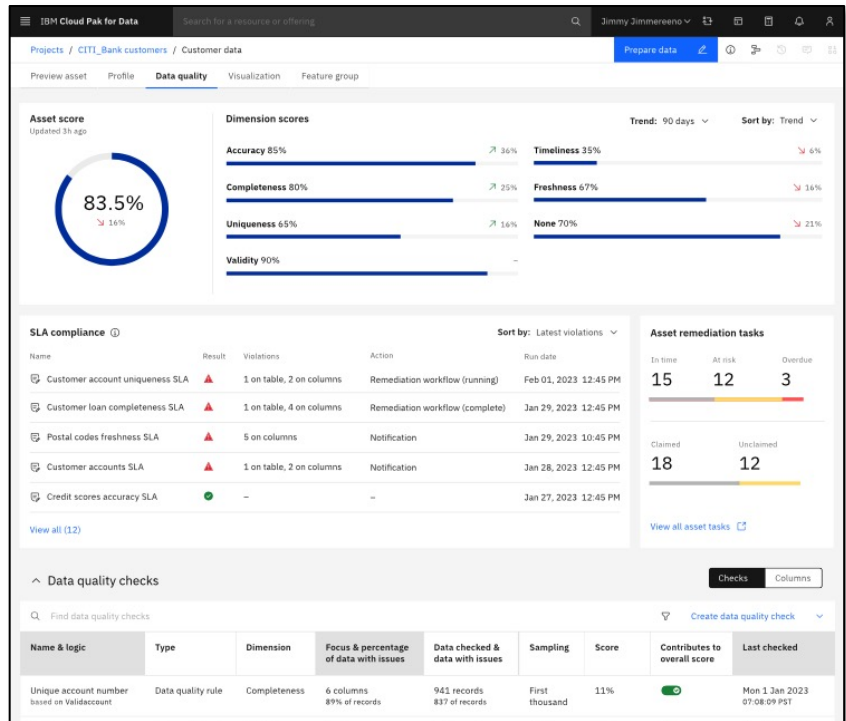 IBM Cloud Pak for Data
Search for a resource or offering
Jimmy Jimmereeno
Projects / CITI_Bank customers / Customer data
Prepare data
Preview asset Profile Data quality Visualization Feature group
Asset score
Updated 3h ago
83.5%
16%
Dimension scores
Trend: 90 days
Sort by: Trend
Accuracy 85% 36%
Timeliness 35% 6%
Completeness 80% 25%
Freshness 67% 16%
Uniqueness 65% 16%
None 70% 21%
Validity 90% –
SLA compliance
Sort by: Latest violations
Name Result Violations Action Run date
Customer account uniqueness SLA 1 on table, 2 on columns Remediation workflow (running) Feb 01, 2023 12:45 PM
Customer loan completeness SLA 1 on table, 4 on columns Remediation workflow (complete) Jan 29, 2023 12:45 PM
Postal codes freshness SLA 5 on columns Notification Jan 29, 2023 10:45 PM
Customer accounts SLA 1 on table, 2 on columns Notification Jan 28, 2023 12:45 PM
Credit scores accuracy SLA – – Jan 27, 2023 12:45 PM
View all (12)
Asset remediation tasks
In time At risk Overdue
15 12 3
Claimed Unclaimed
18 12
View all asset tasks
Data quality checks
Checks Columns
Find data quality checks
Create data quality check
Name & logic Type Dimension Focus & percentage of data with issues Data checked & data with issues Sampling Score Contributes to overall score Last checked
Unique account number Data quality rule Completeness 6 columns 941 records First thousand 11% Mon 1 Jan 2023
based on Validaccount 89% of records 837 of records 07:08:09 PST